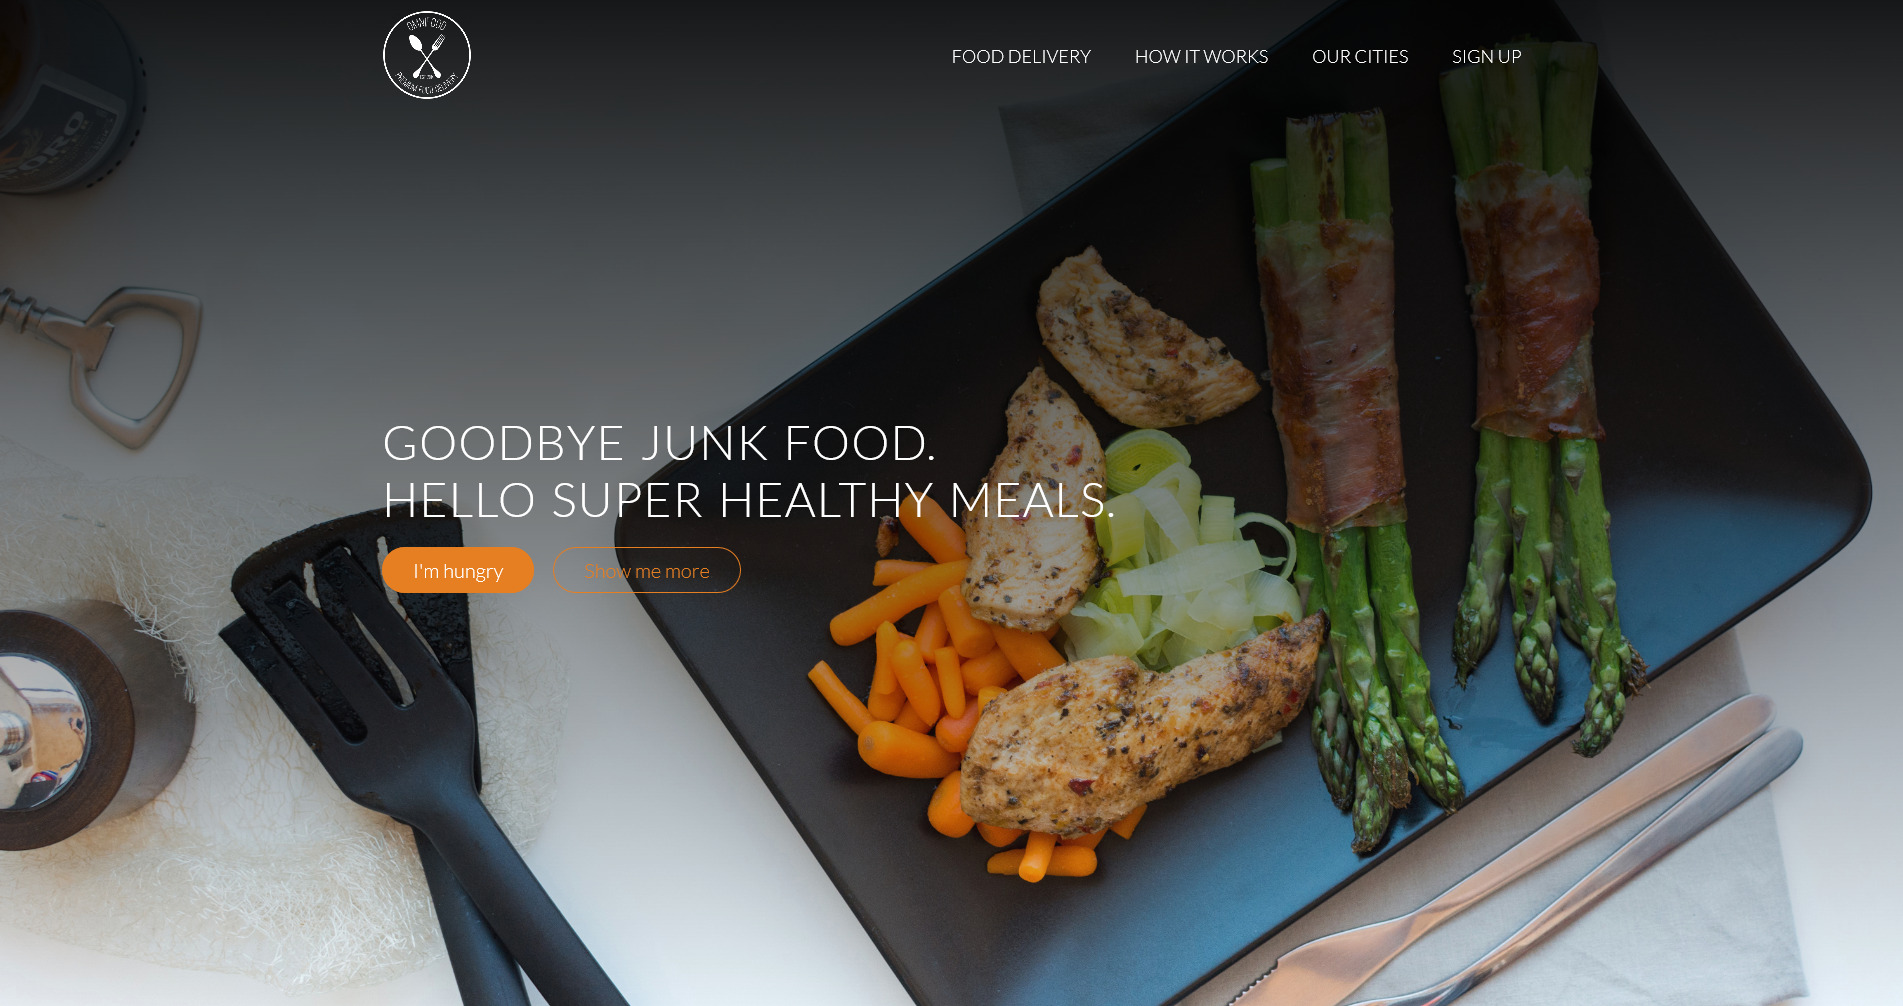 OMNIFOOD
EST. 2014
PREMIUM FOOD DELIVERY
FOOD DELIVERY
HOW IT WORKS
OUR CITIES
SIGN UP
GOODBYE JUNK FOOD.
HELLO SUPER HEALTHY MEALS.
I'm hungry
Show me more